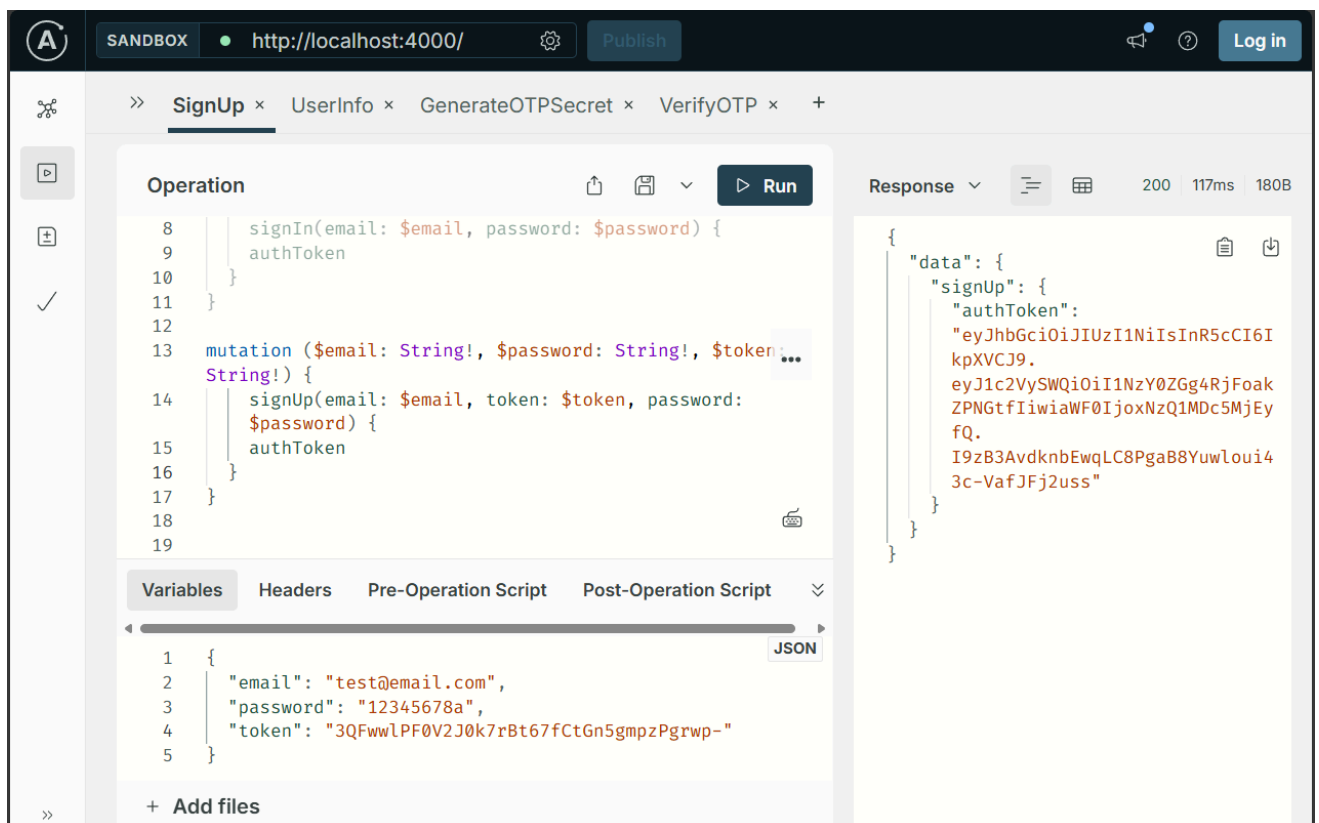 A
SANDBOX
http://localhost:4000/
Publish
Log in
SignUp × UserInfo × GenerateOTPSecret × VerifyOTP × +
Operation
Run
8 signIn(email: $email, password: $password) {
9 authToken
10 }
11 }
12
13 mutation ($email: String!, $password: String!, $token:
String!) {
14 signUp(email: $email, token: $token, password:
$password) {
15 authToken
16 }
17 }
18
19
Variables Headers Pre-Operation Script Post-Operation Script
JSON
1 {
2 "email": "test@email.com",
3 "password": "12345678a",
4 "token": "3QFwwlPF0V2J0k7rBt67fCtGn5gmpzPgrwp-"
5 }
+ Add files
Response
200 117ms 180B
{
"data": {
"signUp": {
"authToken":
"eyJhbGciOiJIUzI1NiIsInR5cCI6I
kpXVCJ9.
eyJ1c2VySWQiOiI1NzY0ZGg4RjFoak
ZPNGtfIiwiaWF0IjoxNzQ1MDc5MjEy
fQ.
I9zB3AvdknbEwqLC8PgaB8Yuwloui4
3c-VafJFj2uss"
}
}
}